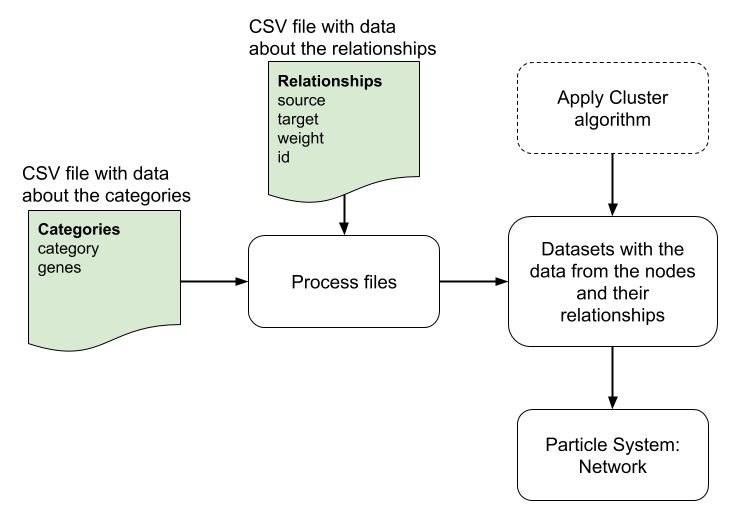 CSV file with data
about the relationships
Relationships
source
target
weight
id
CSV file with data
about the categories
Categories
category
genes
Process files
Apply Cluster
algorithm
Datasets with the
data from the nodes
and their
relationships
Particle System:
Network